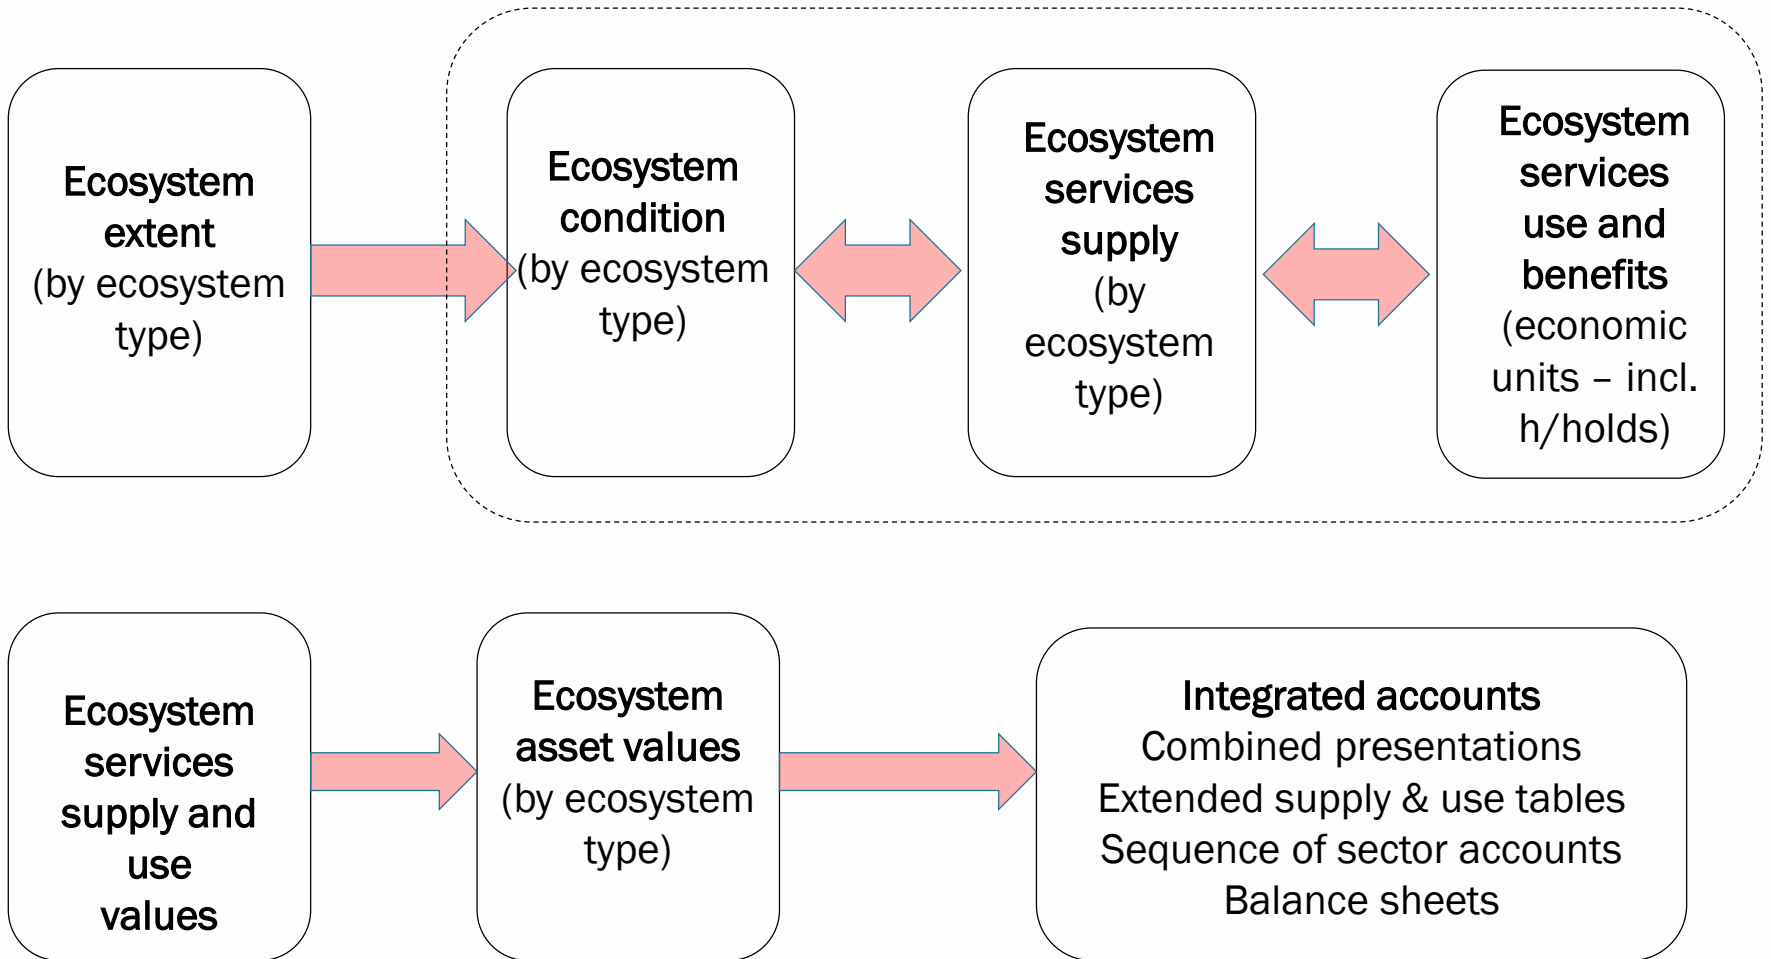 Ecosystem
extent
(by ecosystem
type)
Ecosystem
condition
(by ecosystem
type)
Ecosystem
services
supply
(by
ecosystem
type)
Ecosystem
services
use and
benefits
(economic
units – incl.
h/holds)
Ecosystem
services
supply and
use
values
Ecosystem
asset values
(by ecosystem
type)
Integrated accounts
Combined presentations
Extended supply & use tables
Sequence of sector accounts
Balance sheets